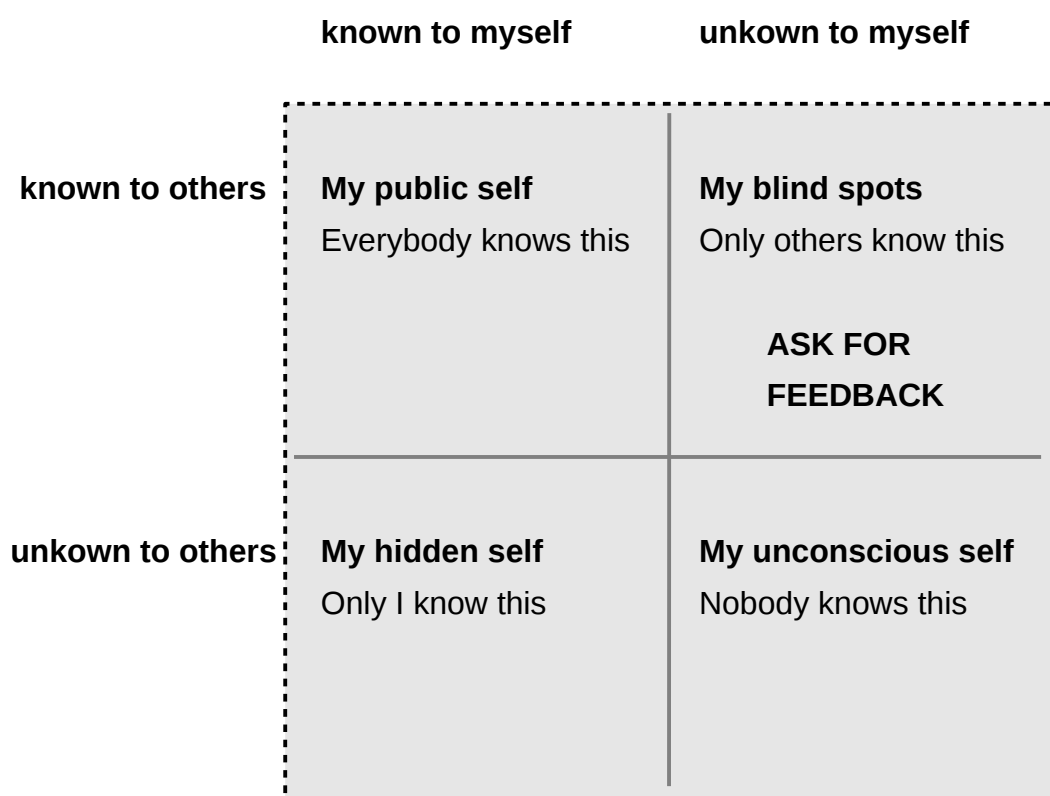 known to myself
unkown to myself
known to others
My public self
My blind spots
Everybody knows this
Only others know this
ASK FOR
FEEDBACK
unkown to others
My hidden self
My unconscious self
Only I know this
Nobody knows this